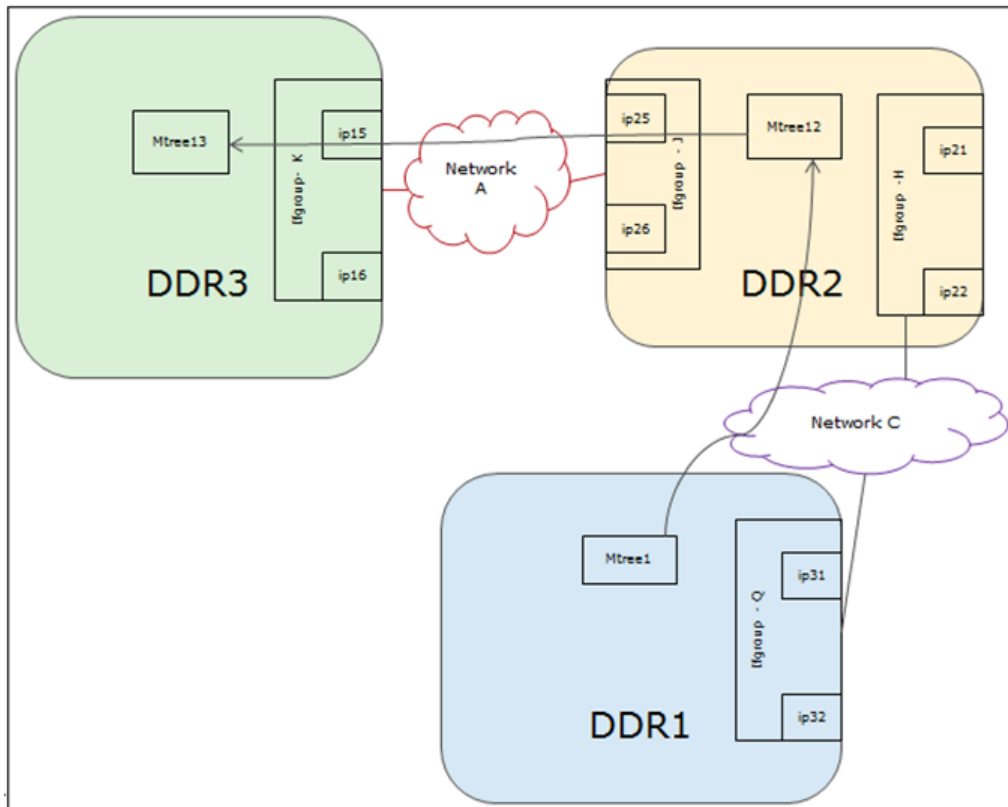 Mtree13
ip15
Ifgroup- K
ip16
DDR3
Network
A
ip25
Ifgroup - J
ip26
Mtree12
Ifgroup -H
ip21
ip22
DDR2
Network C
Mtree1
Ifgroup - Q
ip31
ip32
DDR1